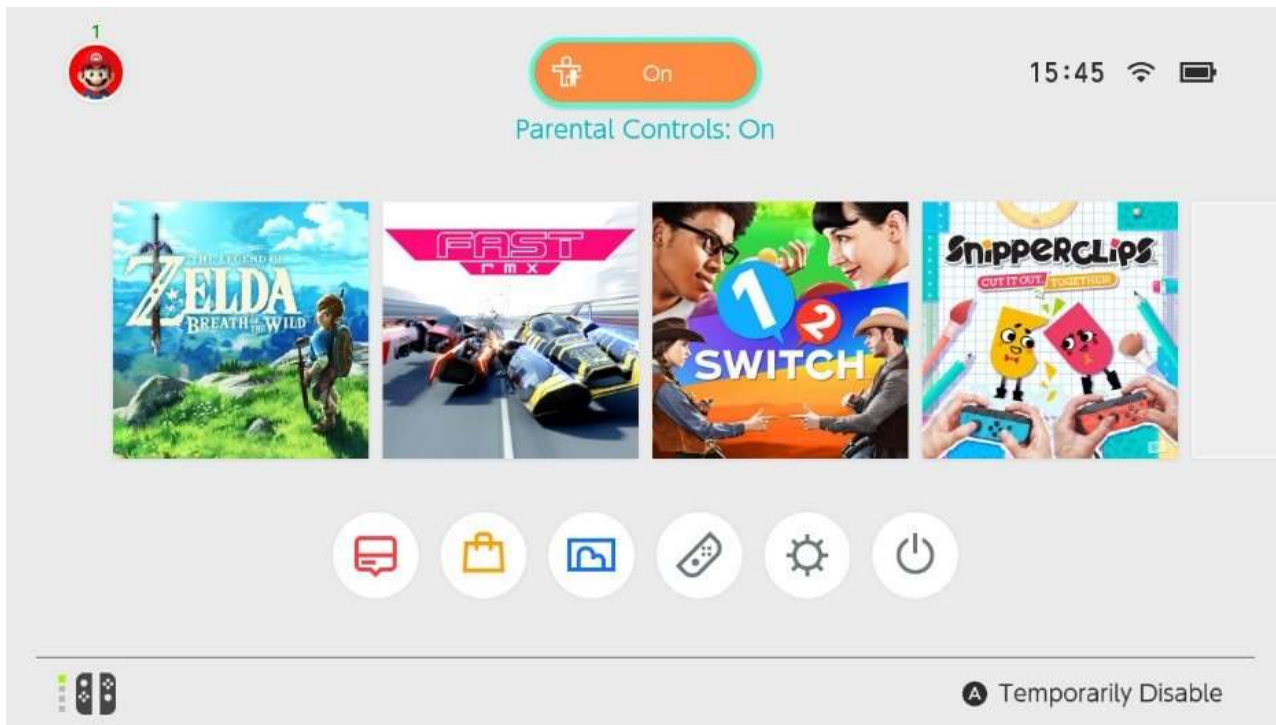 1
On
15:45
Parental Controls: On
THE LEGEND OF
ZELDA
BREATH OF THE WILD
FAST
rmx
1
2
SWITCH
SNIPPERCLIPS
CUT IT OUT, TOGETHER!
A Temporarily Disable